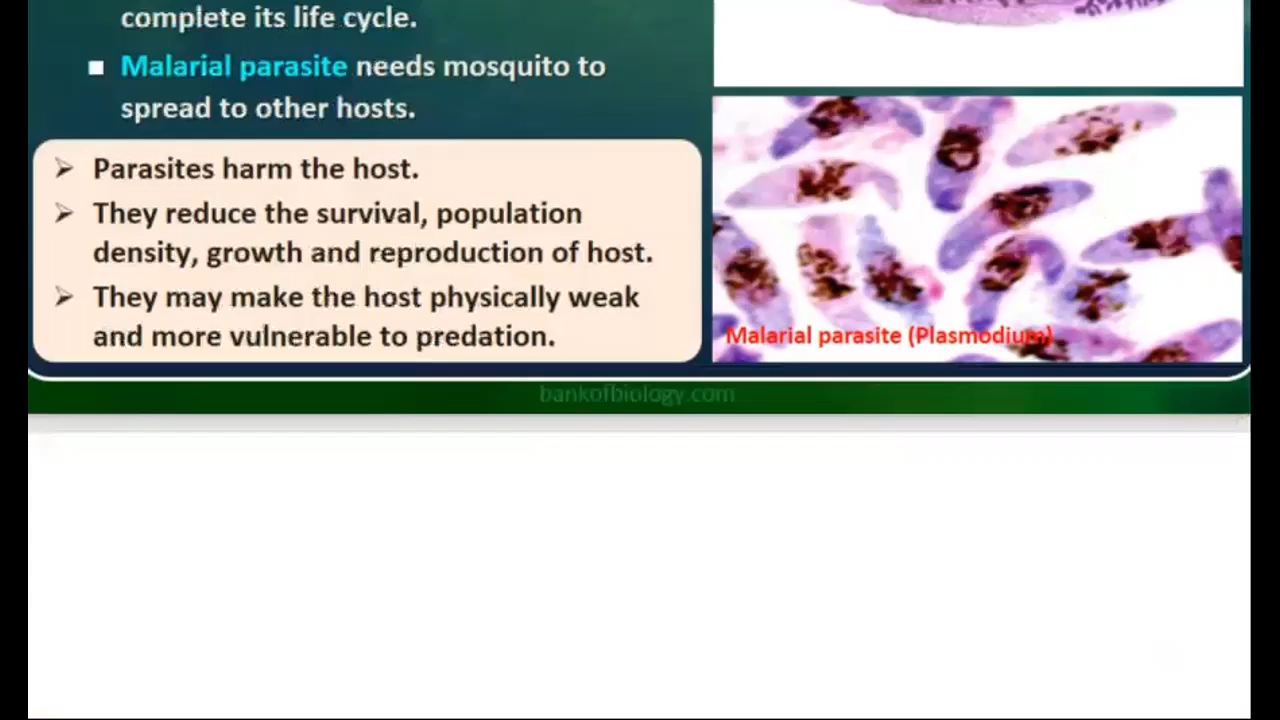 complete its life cycle.
■ Malarial parasite needs mosquito to
spread to other hosts.
➢ Parasites harm the host.
➢ They reduce the survival, population
density, growth and reproduction of host.
➢ They may make the host physically weak
and more vulnerable to predation.
Malarial parasite (Plasmodium)
bankofbiology.com